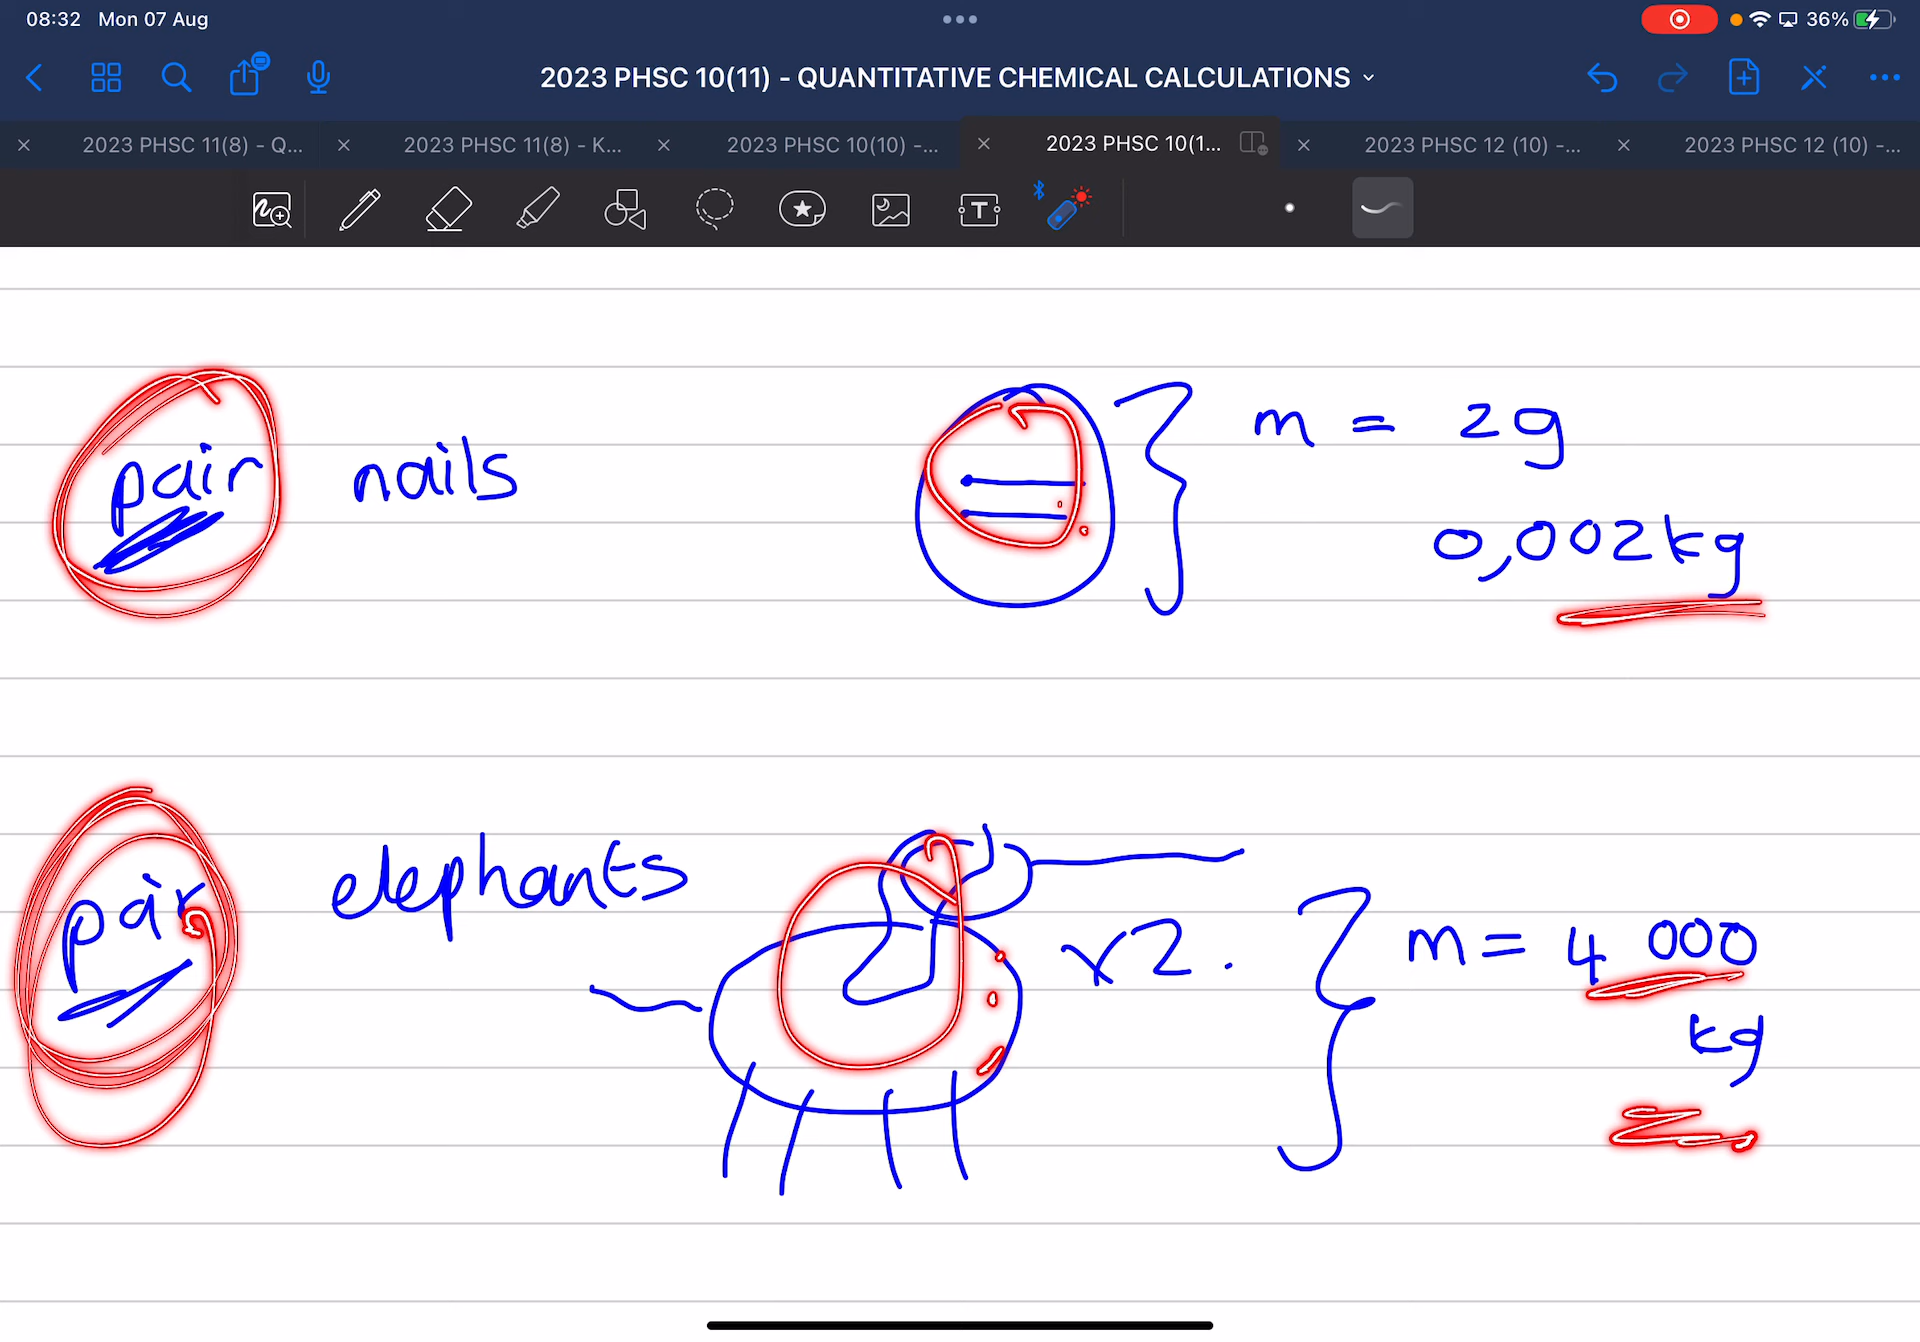 08:32 Mon 07 Aug
36%
2023 PHSC 10(11) - QUANTITATIVE CHEMICAL CALCULATIONS
2023 PHSC 11(8) - Q...
2023 PHSC 11(8) - K...
2023 PHSC 10(10) -...
2023 PHSC 10(1...
2023 PHSC 12 (10) -...
2023 PHSC 12 (10) -...
T
pair nails m = 2g
0,002kg
pair elephants x2. m = 4 000
kg